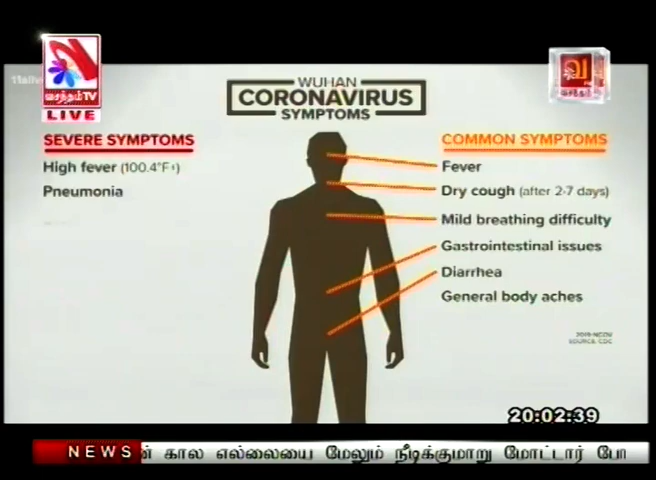 11alive
வசந்தம்TV
LIVE
WUHAN
CORONAVIRUS
SYMPTOMS
SEVERE SYMPTOMS
High fever (100.4°F+)
Pneumonia
COMMON SYMPTOMS
Fever
Dry cough (after 2-7 days)
Mild breathing difficulty
Gastrointestinal issues
Diarrhea
General body aches
2019-NCOV
SOURCE: CDC
20:02:39
NEWS ன் கால எல்லையை மேலும் நீடிக்குமாறு மோட்டார் போ